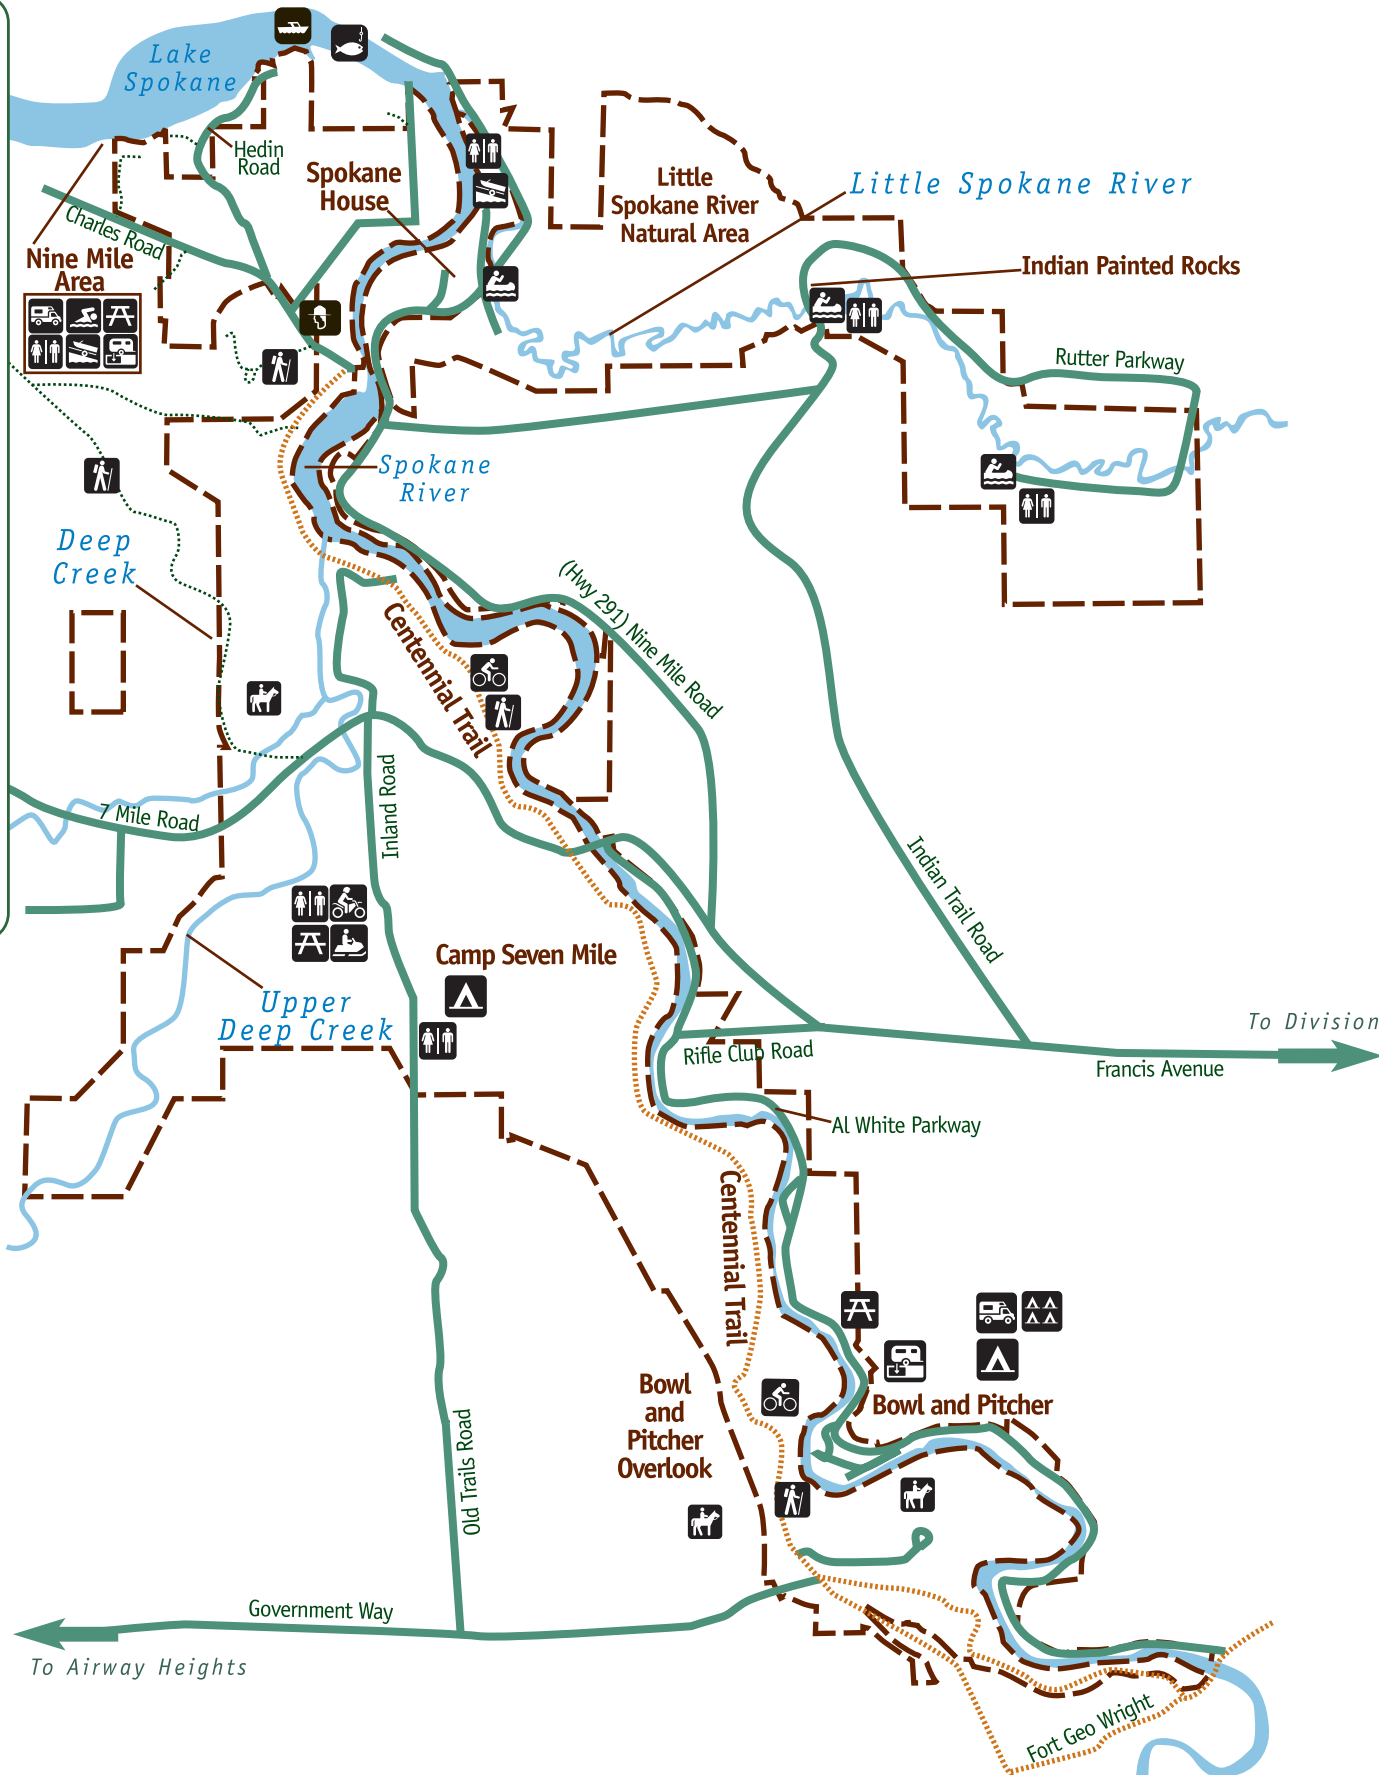 Lake
Spokane
Hedin
Road
Spokane
House
Little
Spokane River
Natural Area
Little Spokane River
Charles Road
Nine Mile
Area
Indian Painted Rocks
Rutter Parkway
Spokane
River
Deep
Creek
(Hwy 291) Nine Mile Road
Centennial Trail
7 Mile Road
Inland Road
Indian Trail Road
Camp Seven Mile
Upper
Deep Creek
To Division
Rifle Club Road
Francis Avenue
Al White Parkway
Centennial Trail
Bowl
and
Pitcher
Overlook
Bowl and Pitcher
Old Trails Road
Government Way
To Airway Heights
Fort Geo Wright